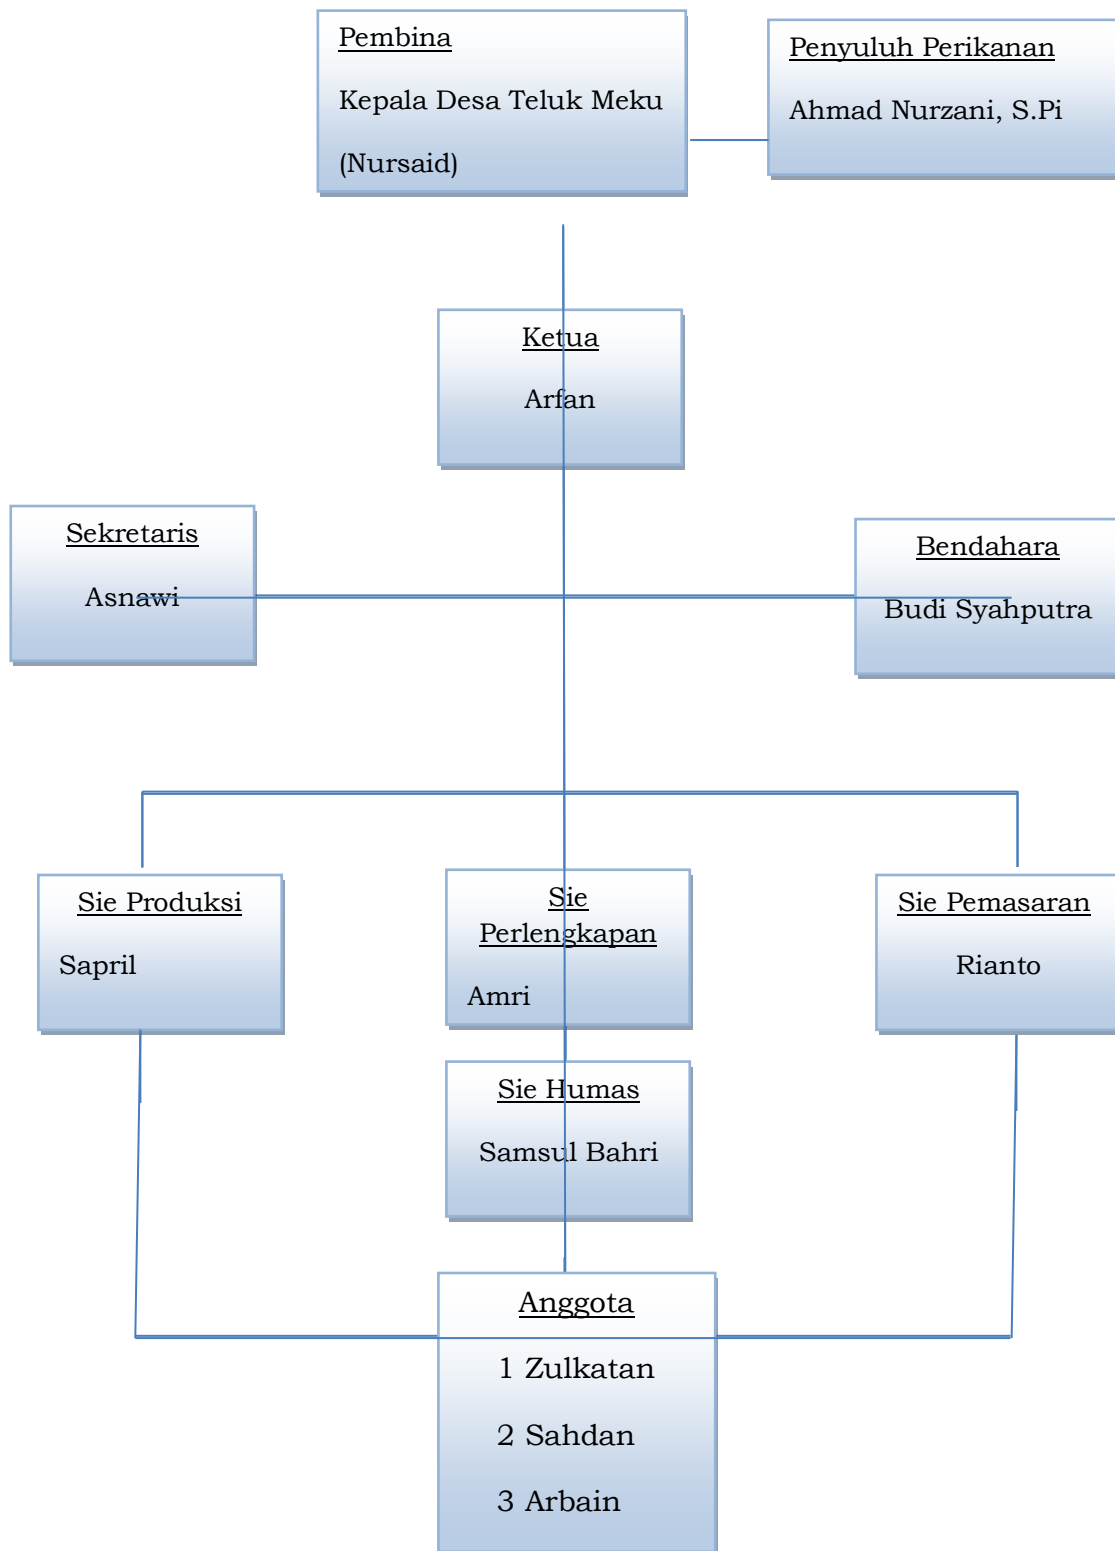 Pembina
Kepala Desa Teluk Meku
(Nursaid)
Penyuluh Perikanan
Ahmad Nurzani, S.Pi
Ketua
Arfan
Sekretaris
Asnawi
Bendahara
Budi Syahputra
Sie Produksi
Sapril
Sie
Perlengkapan
Amri
Sie Pemasaran
Rianto
Sie Humas
Samsul Bahri
Anggota
1 Zulkatan
2 Sahdan
3 Arbain